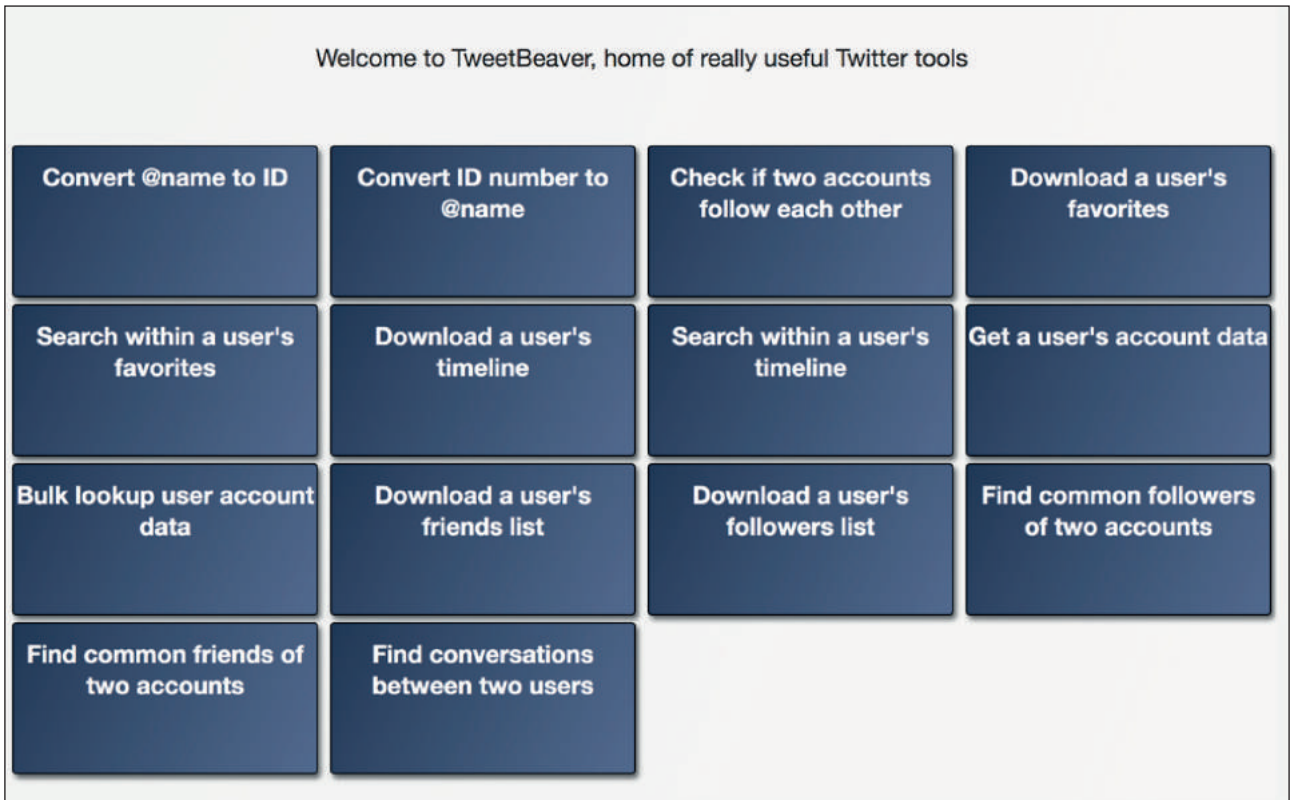 Welcome to TweetBeaver, home of really useful Twitter tools
Convert @name to ID
Convert ID number to
@name
Check if two accounts
follow each other
Download a user's
favorites
Search within a user's
favorites
Download a user's
timeline
Search within a user's
timeline
Get a user's account data
Bulk lookup user account
data
Download a user's
friends list
Download a user's
followers list
Find common followers
of two accounts
Find common friends of
two accounts
Find conversations
between two users